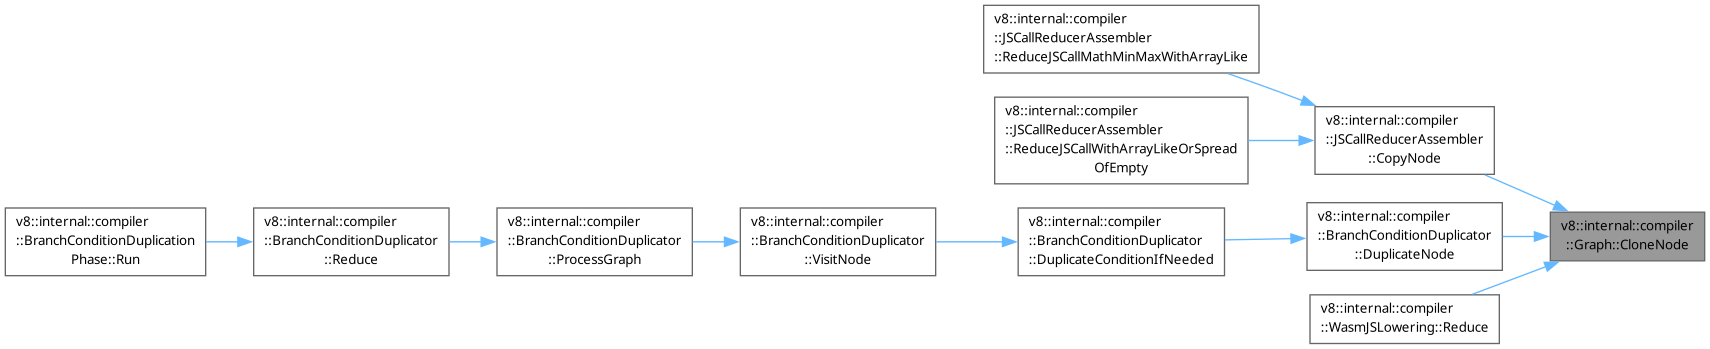 v8::internal::compiler
::JSCallReducerAssembler
::ReduceJSCallMathMinMaxWithArrayLike
v8::internal::compiler
::JSCallReducerAssembler
::ReduceJSCallWithArrayLikeOrSpread
OfEmpty
v8::internal::compiler
::JSCallReducerAssembler
::CopyNode
v8::internal::compiler
::BranchConditionDuplication
Phase::Run
v8::internal::compiler
::BranchConditionDuplicator
::Reduce
v8::internal::compiler
::BranchConditionDuplicator
::ProcessGraph
v8::internal::compiler
::BranchConditionDuplicator
::VisitNode
v8::internal::compiler
::BranchConditionDuplicator
::DuplicateConditionIfNeeded
v8::internal::compiler
::BranchConditionDuplicator
::DuplicateNode
v8::internal::compiler
::Graph::CloneNode
v8::internal::compiler
::WasmJSLowering::Reduce